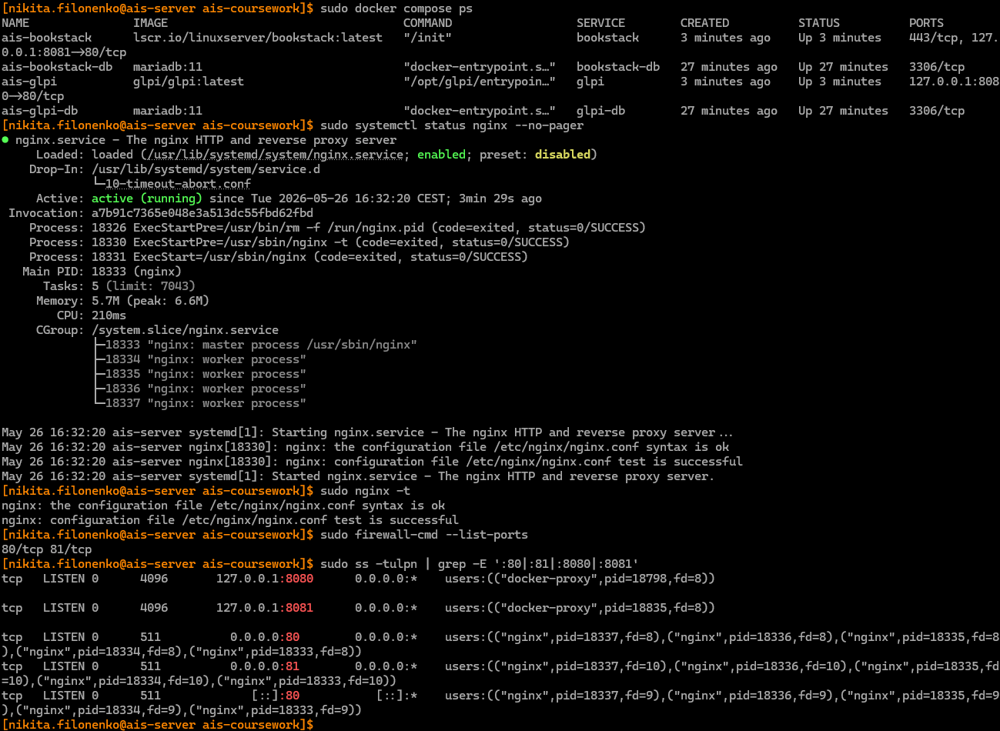 [nikita.filonenko@ais-server ais-coursework]$ sudo docker compose ps
NAME               IMAGE                                  COMMAND                  SERVICE        CREATED          STATUS          PORTS
ais-bookstack      lscr.io/linuxserver/bookstack:latest   "/init"                  bookstack      3 minutes ago    Up 3 minutes    443/tcp, 127.
0.0.1:8081->80/tcp
ais-bookstack-db   mariadb:11                             "docker-entrypoint.s…"   bookstack-db   27 minutes ago   Up 27 minutes   3306/tcp
ais-glpi           glpi/glpi:latest                       "/opt/glpi/entrypoin…"   glpi           3 minutes ago    Up 3 minutes    127.0.0.1:808
0->80/tcp
ais-glpi-db        mariadb:11                             "docker-entrypoint.s…"   glpi-db        27 minutes ago   Up 27 minutes   3306/tcp
[nikita.filonenko@ais-server ais-coursework]$ sudo systemctl status nginx --no-pager
● nginx.service - The nginx HTTP and reverse proxy server
     Loaded: loaded (/usr/lib/systemd/system/nginx.service; enabled; preset: disabled)
    Drop-In: /usr/lib/systemd/system/service.d
             └─10-timeout-abort.conf
     Active: active (running) since Tue 2026-05-26 16:32:20 CEST; 3min 29s ago
 Invocation: a7b91c7365e048e3a513dc55fbd62fbd
    Process: 18326 ExecStartPre=/usr/bin/rm -f /run/nginx.pid (code=exited, status=0/SUCCESS)
    Process: 18330 ExecStartPre=/usr/sbin/nginx -t (code=exited, status=0/SUCCESS)
    Process: 18331 ExecStart=/usr/sbin/nginx (code=exited, status=0/SUCCESS)
   Main PID: 18333 (nginx)
      Tasks: 5 (limit: 7043)
     Memory: 5.7M (peak: 6.6M)
        CPU: 210ms
     CGroup: /system.slice/nginx.service
             ├─18333 "nginx: master process /usr/sbin/nginx"
             ├─18334 "nginx: worker process"
             ├─18335 "nginx: worker process"
             ├─18336 "nginx: worker process"
             └─18337 "nginx: worker process"
May 26 16:32:20 ais-server systemd[1]: Starting nginx.service - The nginx HTTP and reverse proxy server...
May 26 16:32:20 ais-server nginx[18330]: nginx: the configuration file /etc/nginx/nginx.conf syntax is ok
May 26 16:32:20 ais-server nginx[18330]: nginx: configuration file /etc/nginx/nginx.conf test is successful
May 26 16:32:20 ais-server systemd[1]: Started nginx.service - The nginx HTTP and reverse proxy server.
[nikita.filonenko@ais-server ais-coursework]$ sudo nginx -t
nginx: the configuration file /etc/nginx/nginx.conf syntax is ok
nginx: configuration file /etc/nginx/nginx.conf test is successful
[nikita.filonenko@ais-server ais-coursework]$ sudo firewall-cmd --list-ports
80/tcp 81/tcp
[nikita.filonenko@ais-server ais-coursework]$ sudo ss -tulpn | grep -E ':80|:81|:8080|:8081'
tcp   LISTEN 0      4096       127.0.0.1:8080      0.0.0.0:*    users:(("docker-proxy",pid=18798,fd=8))
tcp   LISTEN 0      4096       127.0.0.1:8081      0.0.0.0:*    users:(("docker-proxy",pid=18835,fd=8))
tcp   LISTEN 0      511          0.0.0.0:80        0.0.0.0:*    users:(("nginx",pid=18337,fd=8),("nginx",pid=18336,fd=8),("nginx",pid=18335,fd=8
),("nginx",pid=18334,fd=8),("nginx",pid=18333,fd=8))
tcp   LISTEN 0      511          0.0.0.0:81        0.0.0.0:*    users:(("nginx",pid=18337,fd=10),("nginx",pid=18336,fd=10),("nginx",pid=18335,fd
=10),("nginx",pid=18334,fd=10),("nginx",pid=18333,fd=10))
tcp   LISTEN 0      511             [::]:80           [::]:*    users:(("nginx",pid=18337,fd=9),("nginx",pid=18336,fd=9),("nginx",pid=18335,fd=9
),("nginx",pid=18334,fd=9),("nginx",pid=18333,fd=9))
[nikita.filonenko@ais-server ais-coursework]$